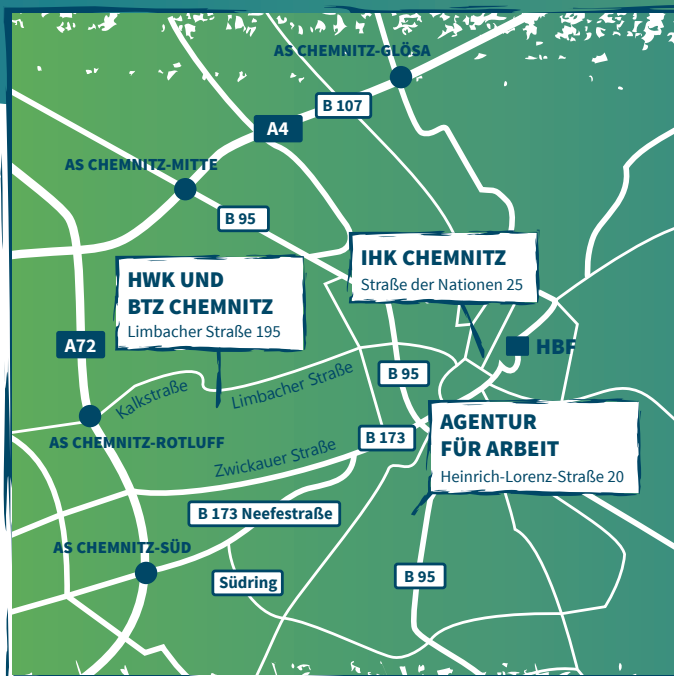 AS CHEMNITZ-GLÖSA
B 107
A4
AS CHEMNITZ-MITTE
B 95
IHK CHEMNITZ
Straße der Nationen 25
HWK UND
BTZ CHEMNITZ
Limbacher Straße 195
A72
HBF
B 95
Kalkstraße
Limbacher Straße
AGENTUR
FÜR ARBEIT
Heinrich-Lorenz-Straße 20
AS CHEMNITZ-ROTLUFF
B 173
Zwickauer Straße
B 173 Neefestraße
AS CHEMNITZ-SÜD
Südring
B 95